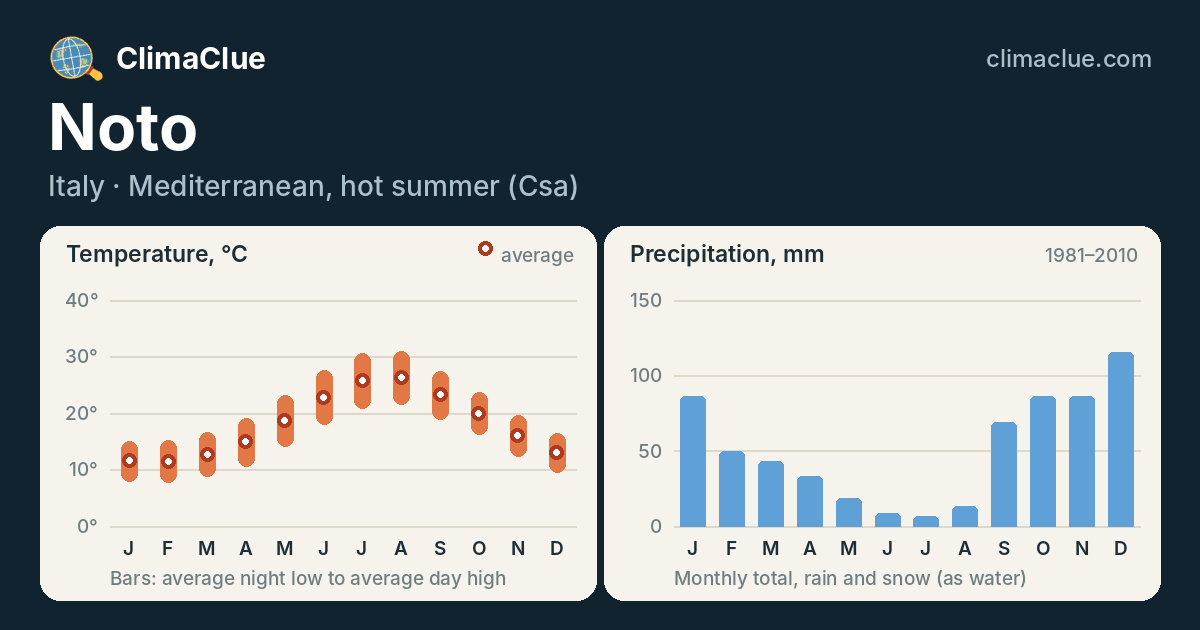 ClimaClue
climaclue.com
Noto
Italy · Mediterranean, hot summer (Csa)
Temperature, °C
average
40°
30°
20°
10°
0°
J F M A M J J A S O N D
Bars: average night low to average day high
Precipitation, mm
1981–2010
150
100
50
0
J F M A M J J A S O N D
Monthly total, rain and snow (as water)